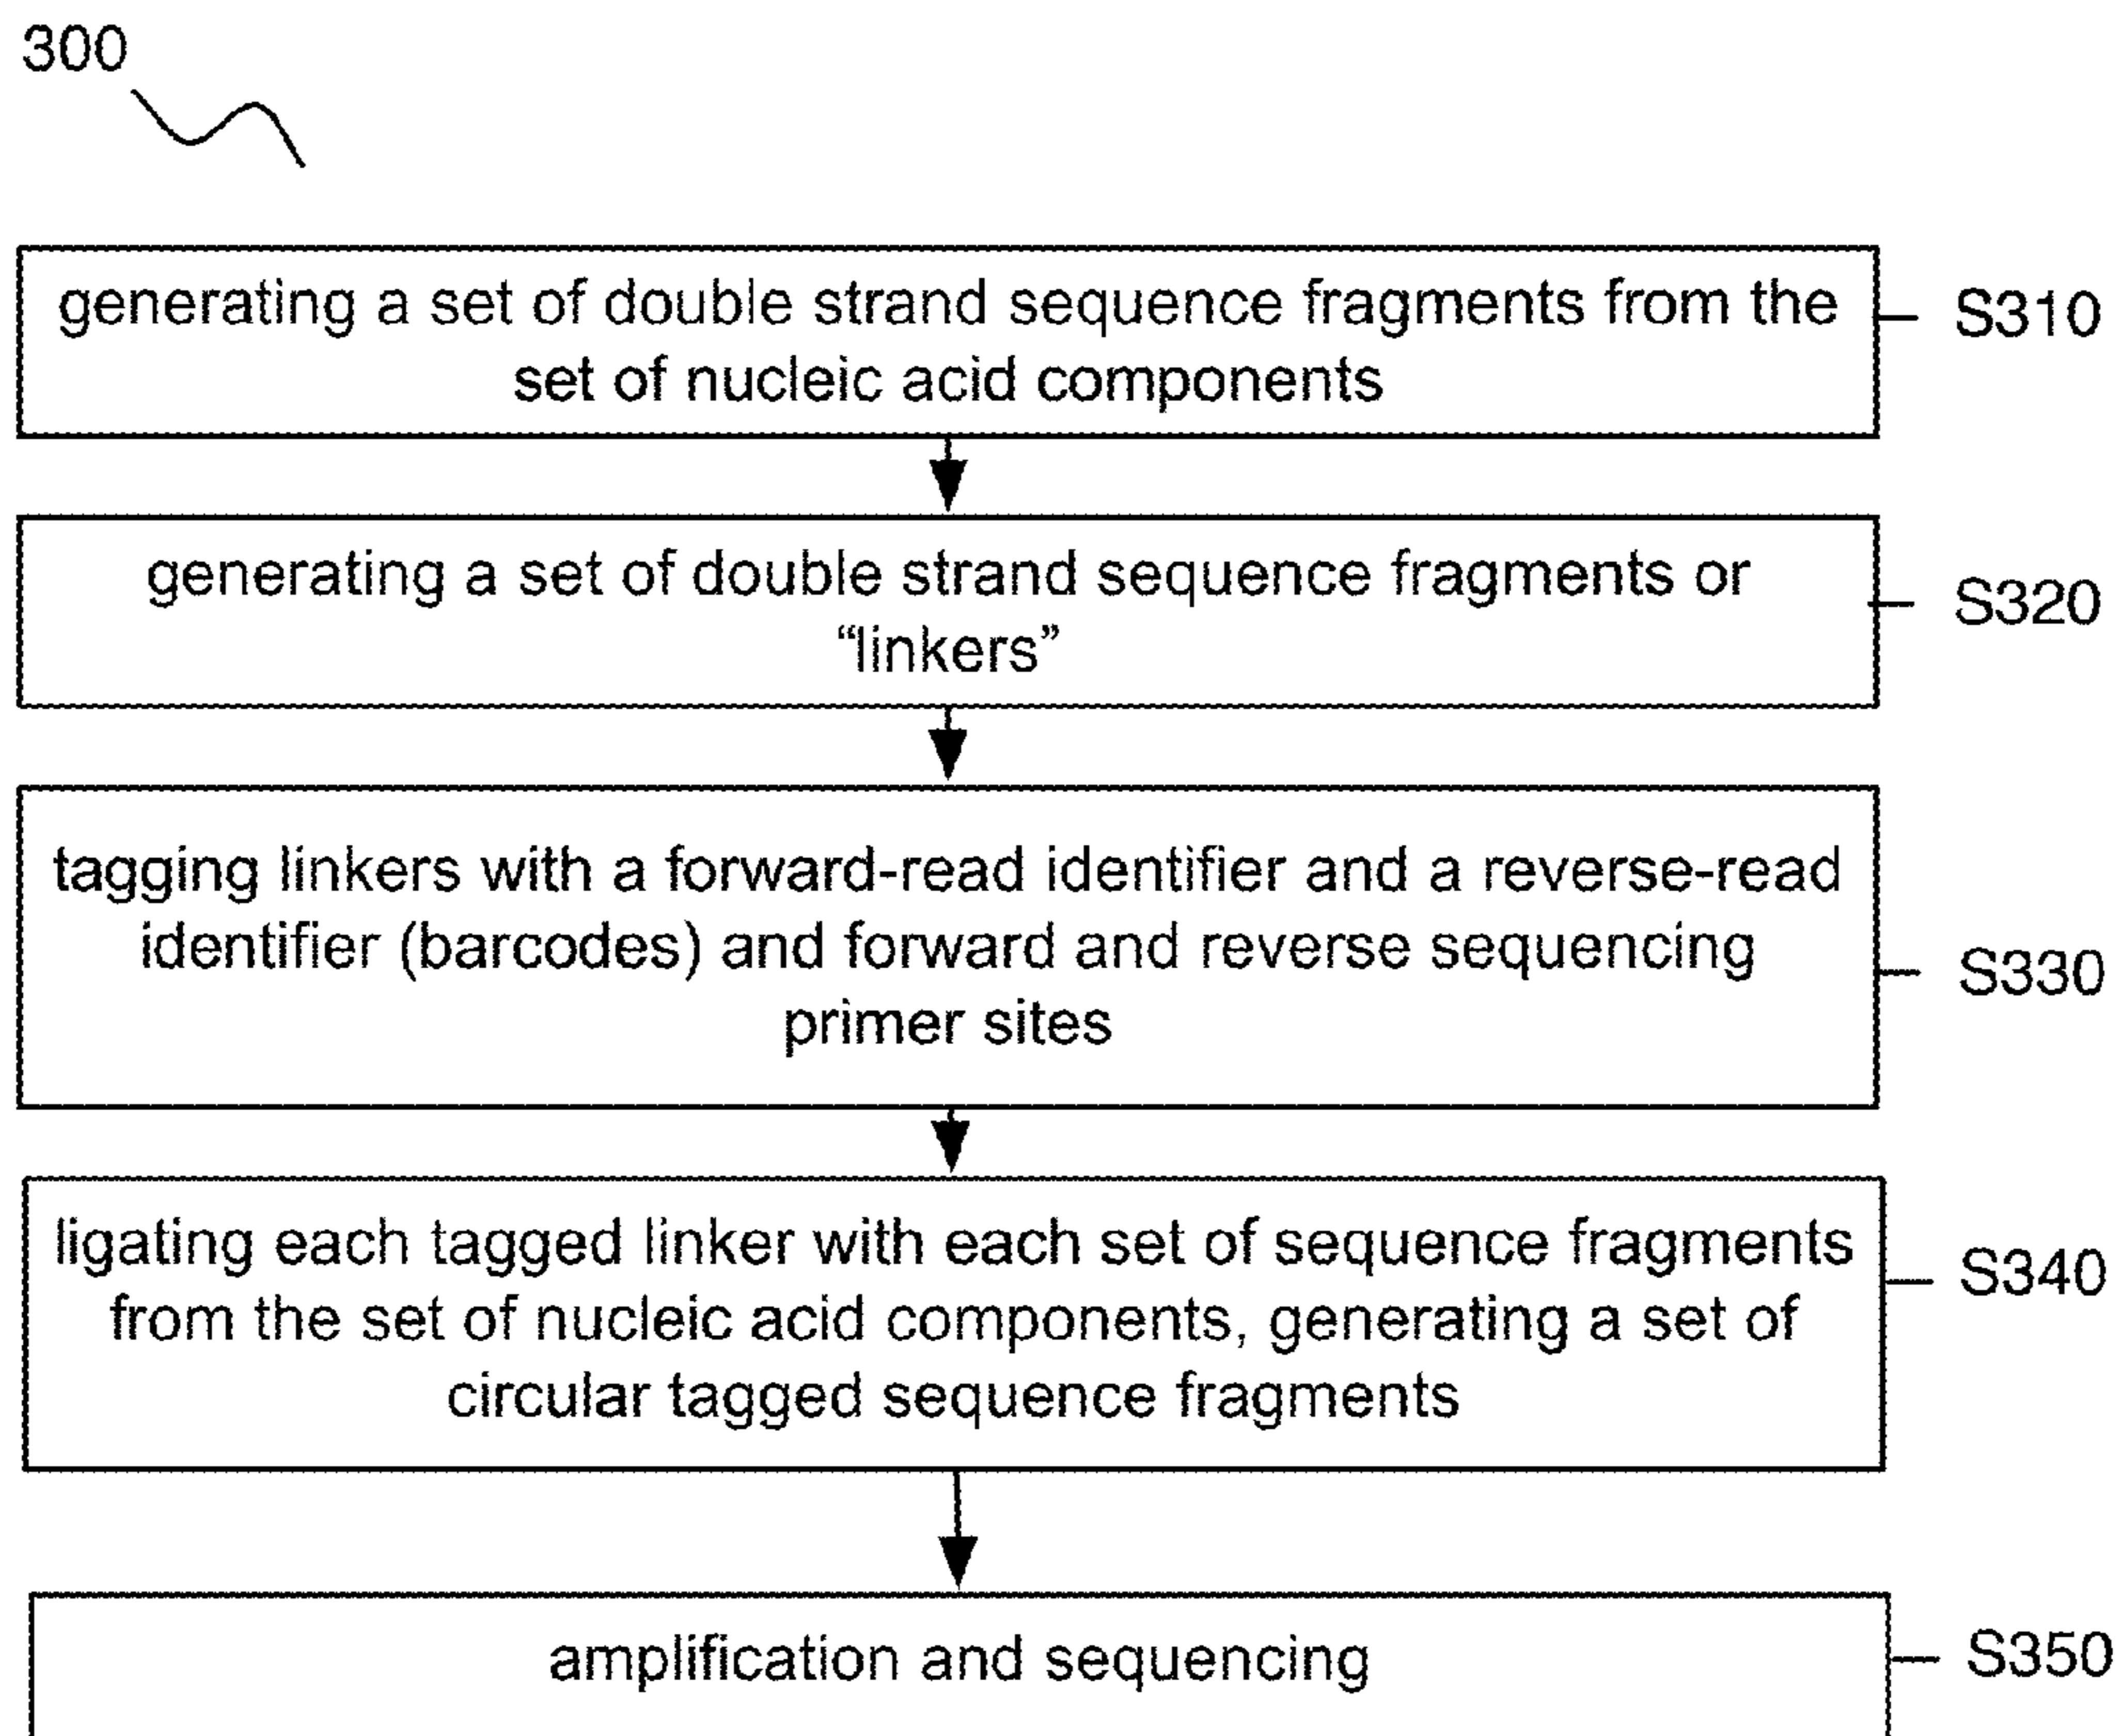 300
generating a set of double strand sequence fragments from the
set of nucleic acid components
S310
generating a set of double strand sequence fragments or
“linkers”
S320
tagging linkers with a forward-read identifier and a reverse-read
identifier (barcodes) and forward and reverse sequencing
primer sites
S330
ligating each tagged linker with each set of sequence fragments
from the set of nucleic acid components, generating a set of
circular tagged sequence fragments
S340
amplification and sequencing
S350